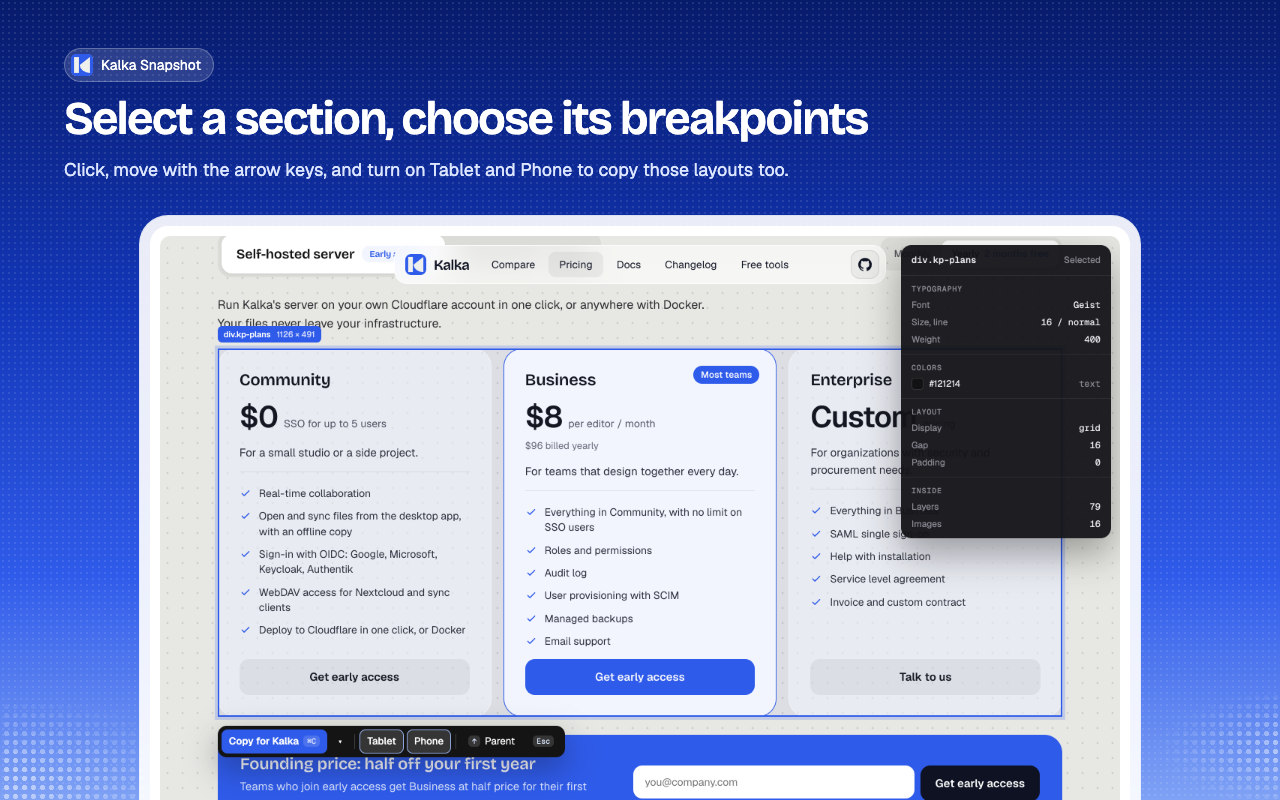 Kalka Snapshot
Select a section, choose its breakpoints
Click, move with the arrow keys, and turn on Tablet and Phone to copy those layouts too.
Self-hosted server
Early
Kalka
Compare
Pricing
Docs
Changelog
Free tools
Run Kalka's server on your own Cloudflare account in one click, or anywhere with Docker.
Your files never leave your infrastructure.
div.kp-plans 1126 × 491
Community
$0 SSO for up to 5 users
For a small studio or a side project.
Real-time collaboration
Open and sync files from the desktop app,
with an offline copy
Sign-in with OIDC: Google, Microsoft,
Keycloak, Authentik
WebDAV access for Nextcloud and sync
clients
Deploy to Cloudflare in one click, or Docker
Get early access
Business
Most teams
$8 per editor / month
$96 billed yearly
For teams that design together every day.
Everything in Community, with no limit on
SSO users
Roles and permissions
Audit log
User provisioning with SCIM
Managed backups
Email support
Get early access
Enterprise
Custom
For organizations with security and
procurement needs
Everything in
SAML single
Help with installation
Service level agreement
Invoice and custom contract
Talk to us
div.kp-plans Selected
TYPOGRAPHY
Font Geist
Size, line 16 / normal
Weight 400
COLORS
#121214 text
LAYOUT
Display grid
Gap 16
Padding 0
INSIDE
Layers 79
Images 16
Copy for Kalka ⌘C
Tablet
Phone
↑ Parent
Esc
Founding price: half off your first year
Teams who join early access get Business at half price for their first
you@company.com
Get early access